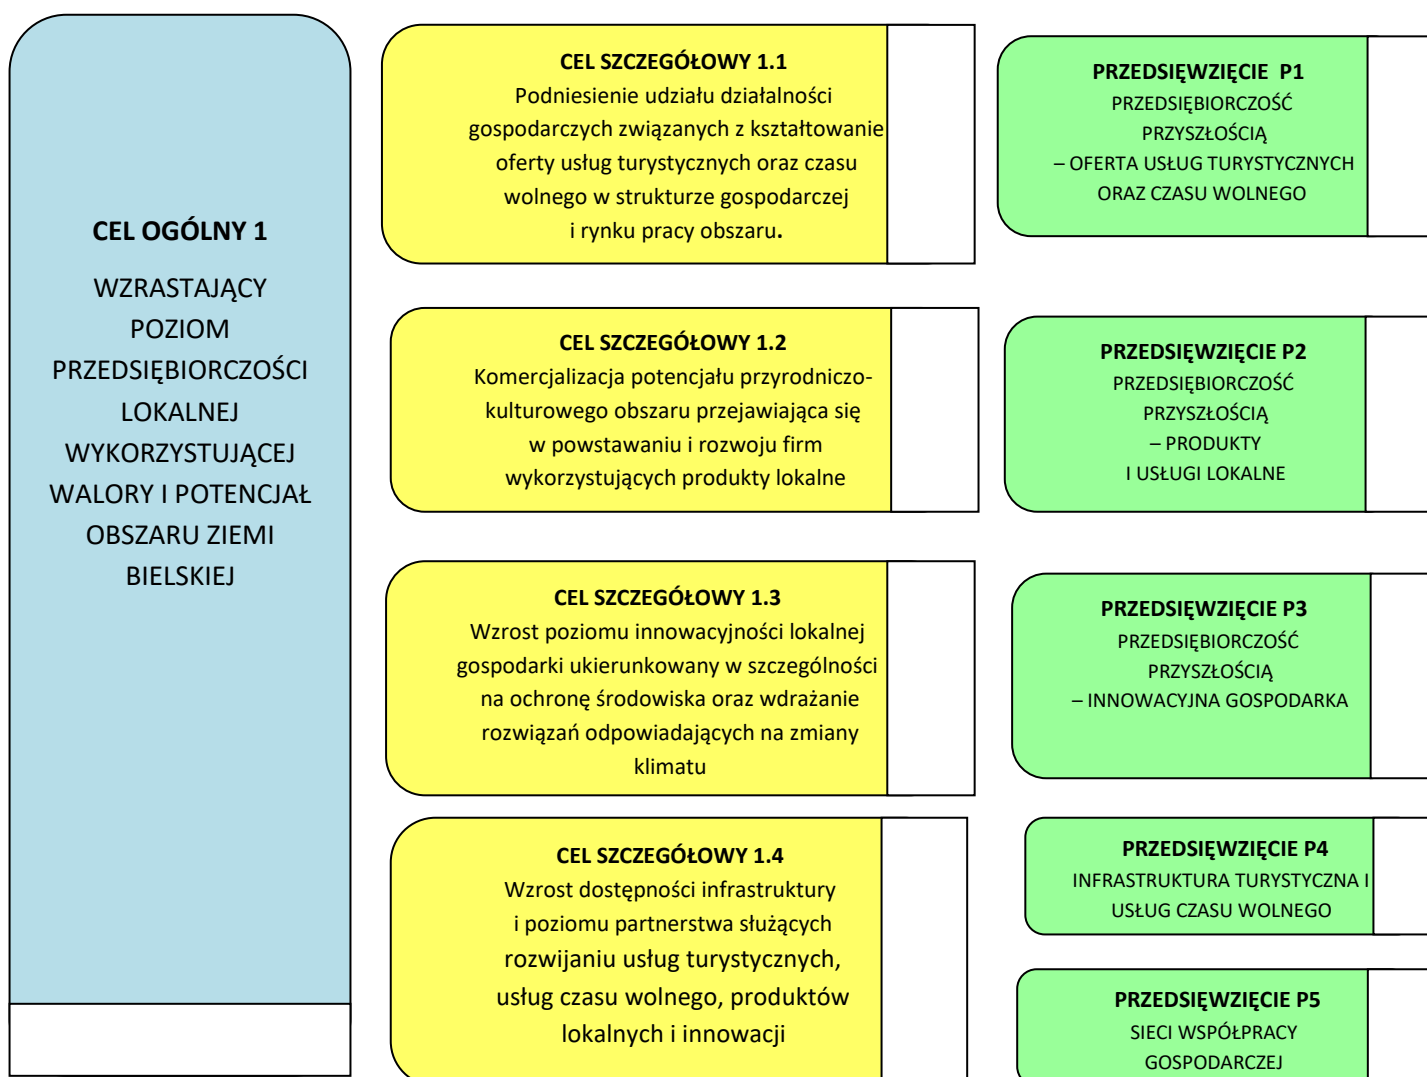 CEL OGÓLNY 1
WZRASTAJĄCY
POZIOM
PRZEDSIĘBIORCZOŚCI
LOKALNEJ
WYKORZYSTUJĄCEJ
WALORY I POTENCJAŁ
OBSZARU ZIEMI
BIELSKIEJ
CEL SZCZEGÓŁOWY 1.1
Podniesienie udziału działalności
gospodarczych związanych z kształtowanie
oferty usług turystycznych oraz czasu
wolnego w strukturze gospodarczej
i rynku pracy obszaru.
CEL SZCZEGÓŁOWY 1.2
Komercjalizacja potencjału przyrodniczo-
kulturowego obszaru przejawiająca się
w powstawaniu i rozwoju firm
wykorzystujących produkty lokalne
CEL SZCZEGÓŁOWY 1.3
Wzrost poziomu innowacyjności lokalnej
gospodarki ukierunkowany w szczególności
na ochronę środowiska oraz wdrażanie
rozwiązań odpowiadających na zmiany
klimatu
CEL SZCZEGÓŁOWY 1.4
Wzrost dostępności infrastruktury
i poziomu partnerstwa służących
rozwijaniu usług turystycznych,
usług czasu wolnego, produktów
lokalnych i innowacji
PRZEDSIĘWZIĘCIE P1
PRZEDSIĘBIORCZOŚĆ
PRZYSZŁOŚCIĄ
– OFERTA USŁUG TURYSTYCZNYCH
ORAZ CZASU WOLNEGO
PRZEDSIĘWZIĘCIE P2
PRZEDSIĘBIORCZOŚĆ
PRZYSZŁOŚCIĄ
– PRODUKTY
I USŁUGI LOKALNE
PRZEDSIĘWZIĘCIE P3
PRZEDSIĘBIORCZOŚĆ
PRZYSZŁOŚCIĄ
– INNOWACYJNA GOSPODARKA
PRZEDSIĘWZIĘCIE P4
INFRASTRUKTURA TURYSTYCZNA I
USŁUG CZASU WOLNEGO
PRZEDSIĘWZIĘCIE P5
SIECI WSPÓŁPRACY
GOSPODARCZEJ